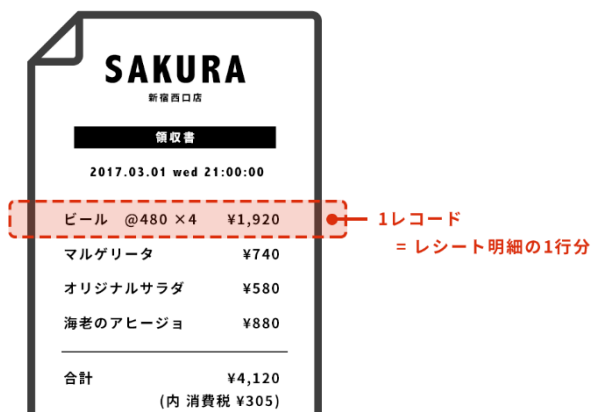 SAKURA
新宿西口店
領収書
2017.03.01 wed 21:00:00
ビール @480 ×4 ¥1,920
1レコード
= レシート明細の1行分
マルゲリータ ¥740
オリジナルサラダ ¥580
海老のアヒージョ ¥880
合計 ¥4,120
(内 消費税 ¥305)